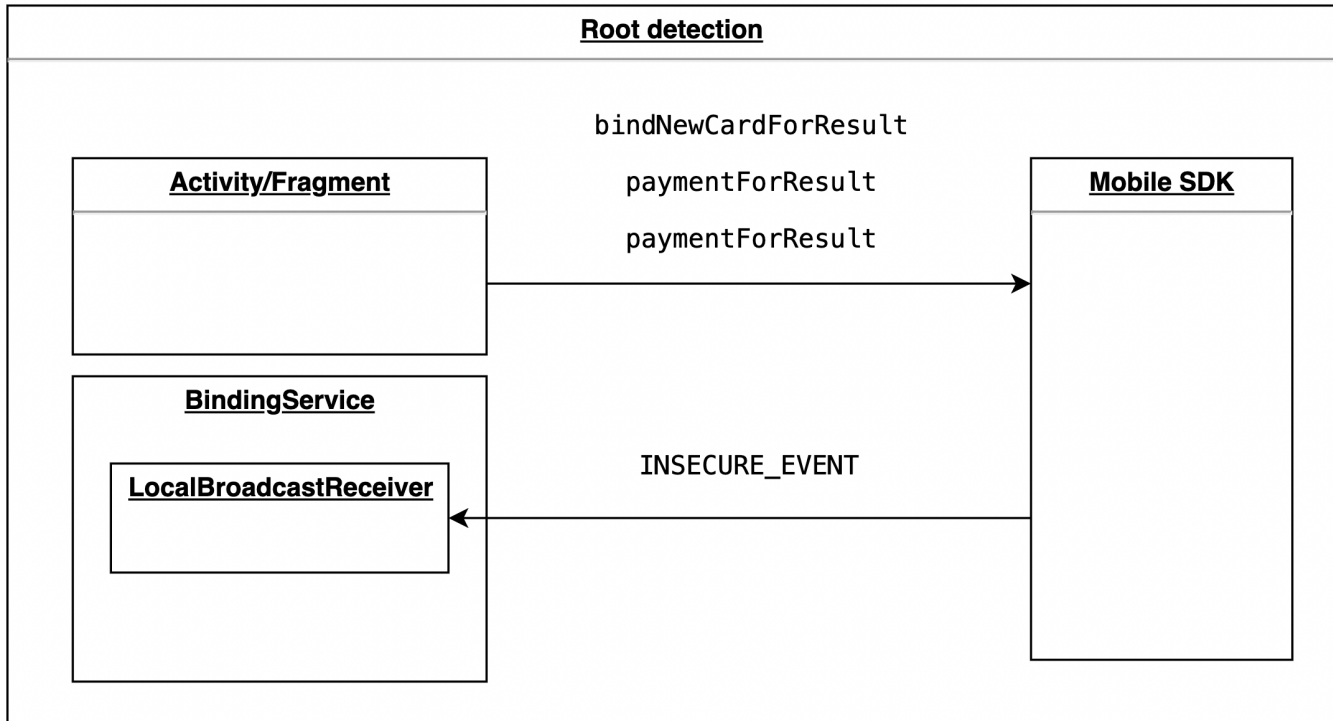 Root detection
bindNewCardForResult
Activity/Fragment
paymentForResult
Mobile SDK
paymentForResult
BindingService
INSECURE_EVENT
LocalBroadcastReceiver